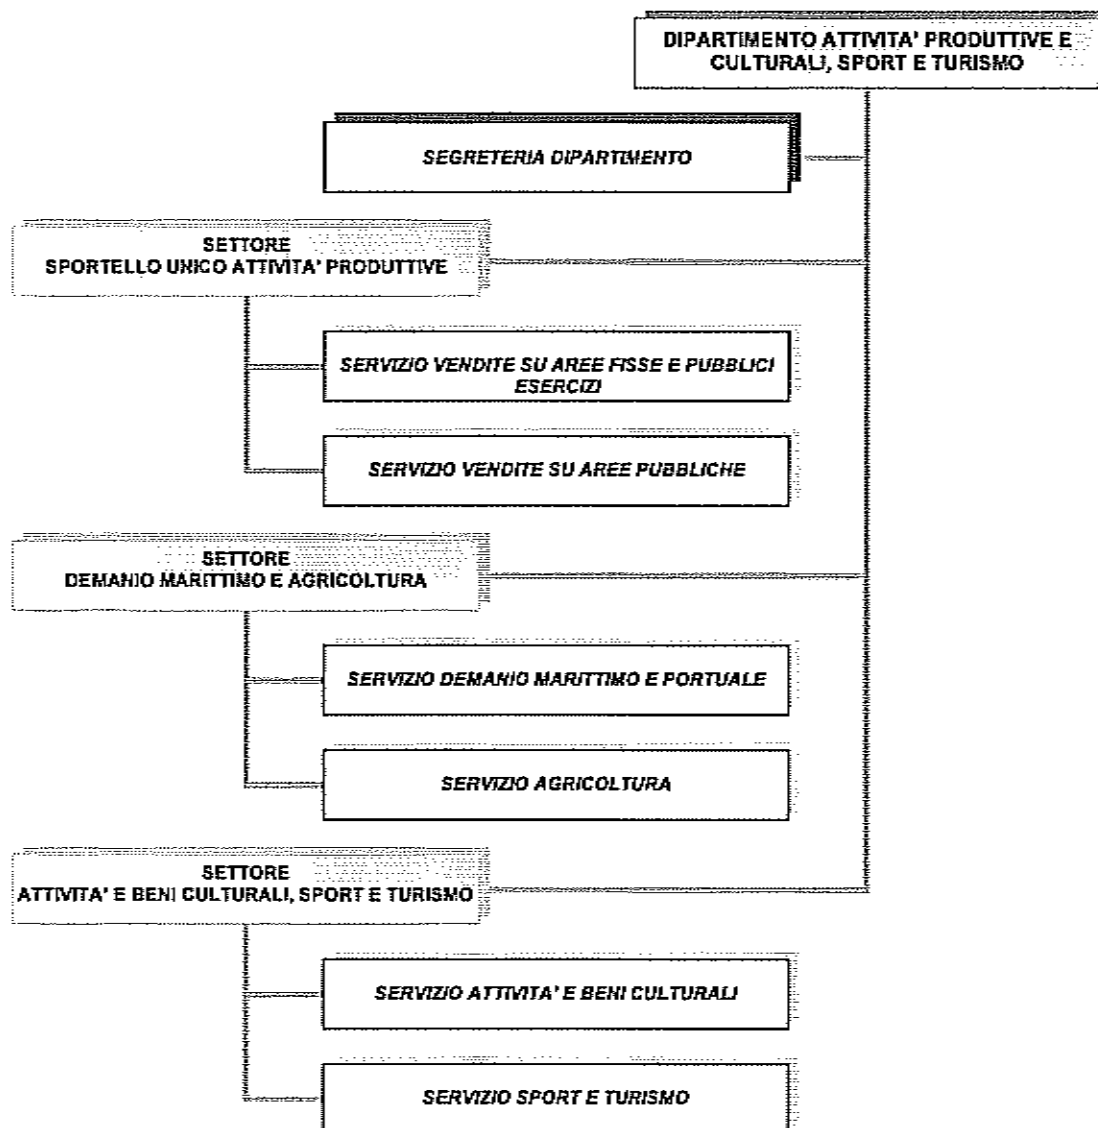 DIPARTIMENTO ATTIVITA' PRODUTTIVE E
CULTURALI, SPORT E TURISMO
SEGRETERIA DIPARTIMENTO
SETTORE
SPORTELLO UNICO ATTIVITA' PRODUTTIVE
SERVIZIO VENDITE SU AREE FISSE E PUBBLICI
ESERCIZI
SERVIZIO VENDITE SU AREE PUBBLICHE
SETTORE
DEMANIO MARITTIMO E AGRICOLTURA
SERVIZIO DEMANIO MARITTIMO E PORTUALE
SERVIZIO AGRICOLTURA
SETTORE
ATTIVITA' E BENI CULTURALI, SPORT E TURISMO
SERVIZIO ATTIVITA' E BENI CULTURALI
SERVIZIO SPORT E TURISMO